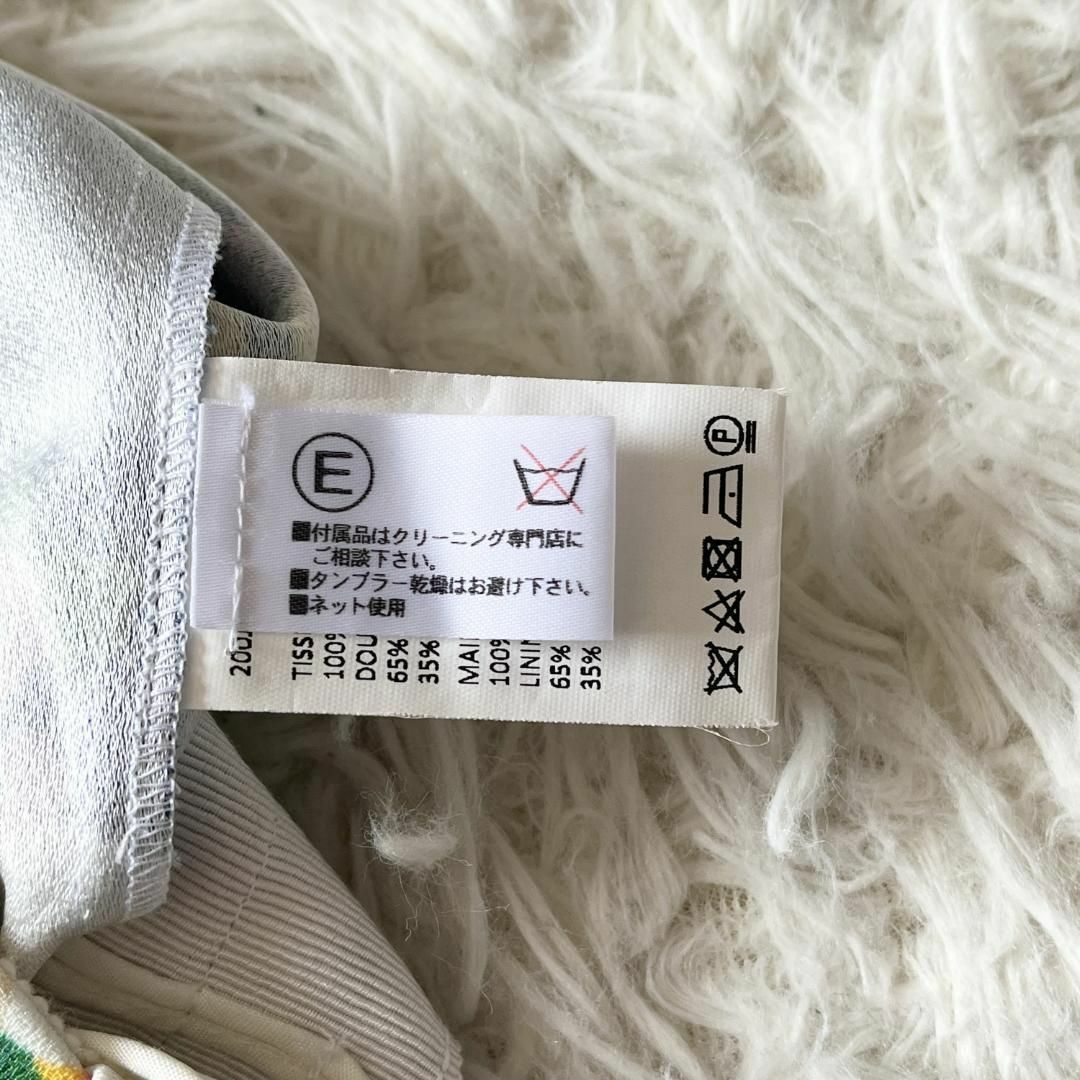 E
■付属品はクリーニング専門店に
ご相談下さい。
■タンブラー乾燥はお避け下さい。
■ネット使用
P
TISS
100%
DOU
65%
35%
MAI
100%
LININ
65%
35%